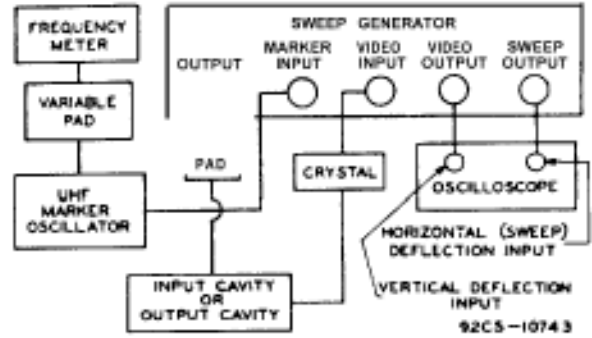 FREQUENCY
METER
VARIABLE
PAD
UHF
MARKER
OSCILLATOR
SWEEP GENERATOR
OUTPUT
MARKER
INPUT
VIDEO
INPUT
VIDEO
OUTPUT
SWEEP
OUTPUT
PAD
CRYSTAL
OSCILLOSCOPE
HORIZONTAL (SWEEP)
DEFLECTION INPUT
INPUT CAVITY
OR
OUTPUT CAVITY
VERTICAL DEFLECTION
INPUT
92CS-10743